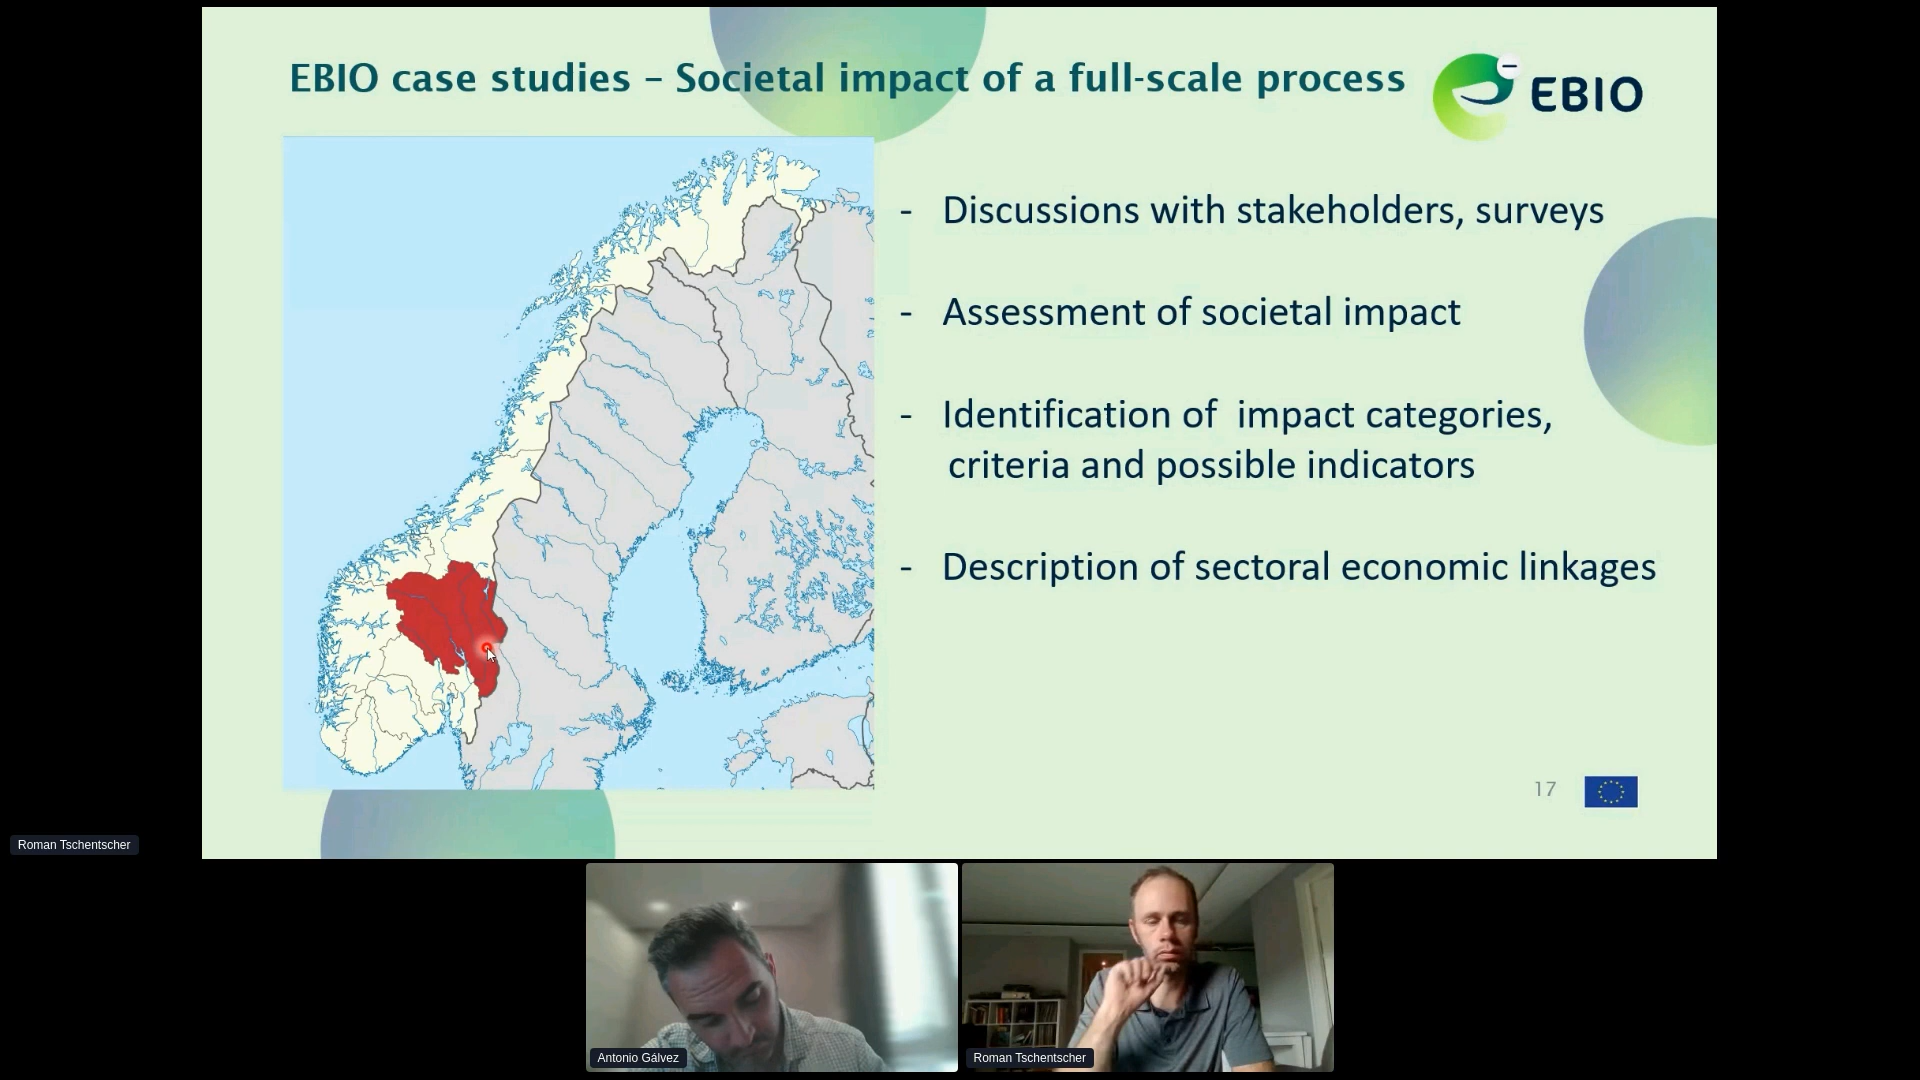 EBIO case studies – Societal impact of a full-scale process
EBIO
- Discussions with stakeholders, surveys
- Assessment of societal impact
- Identification of  impact categories,
criteria and possible indicators
- Description of sectoral economic linkages
17
Roman Tschentscher
Antonio Gálvez
Roman Tschentscher